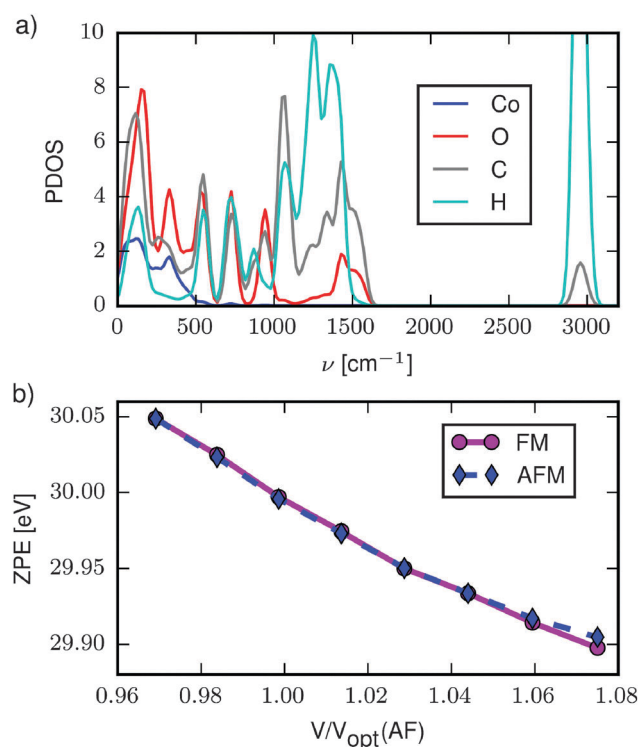 a)
10
8
6
4
2
0
PDOS
Co
O
C
H
0 500 1000 1500 2000 2500 3000
ν [cm⁻¹]
b)
30.05
30.00
29.95
29.90
ZPE [eV]
FM
AFM
0.96 0.98 1.00 1.02 1.04 1.06 1.08
V/V_opt(AF)